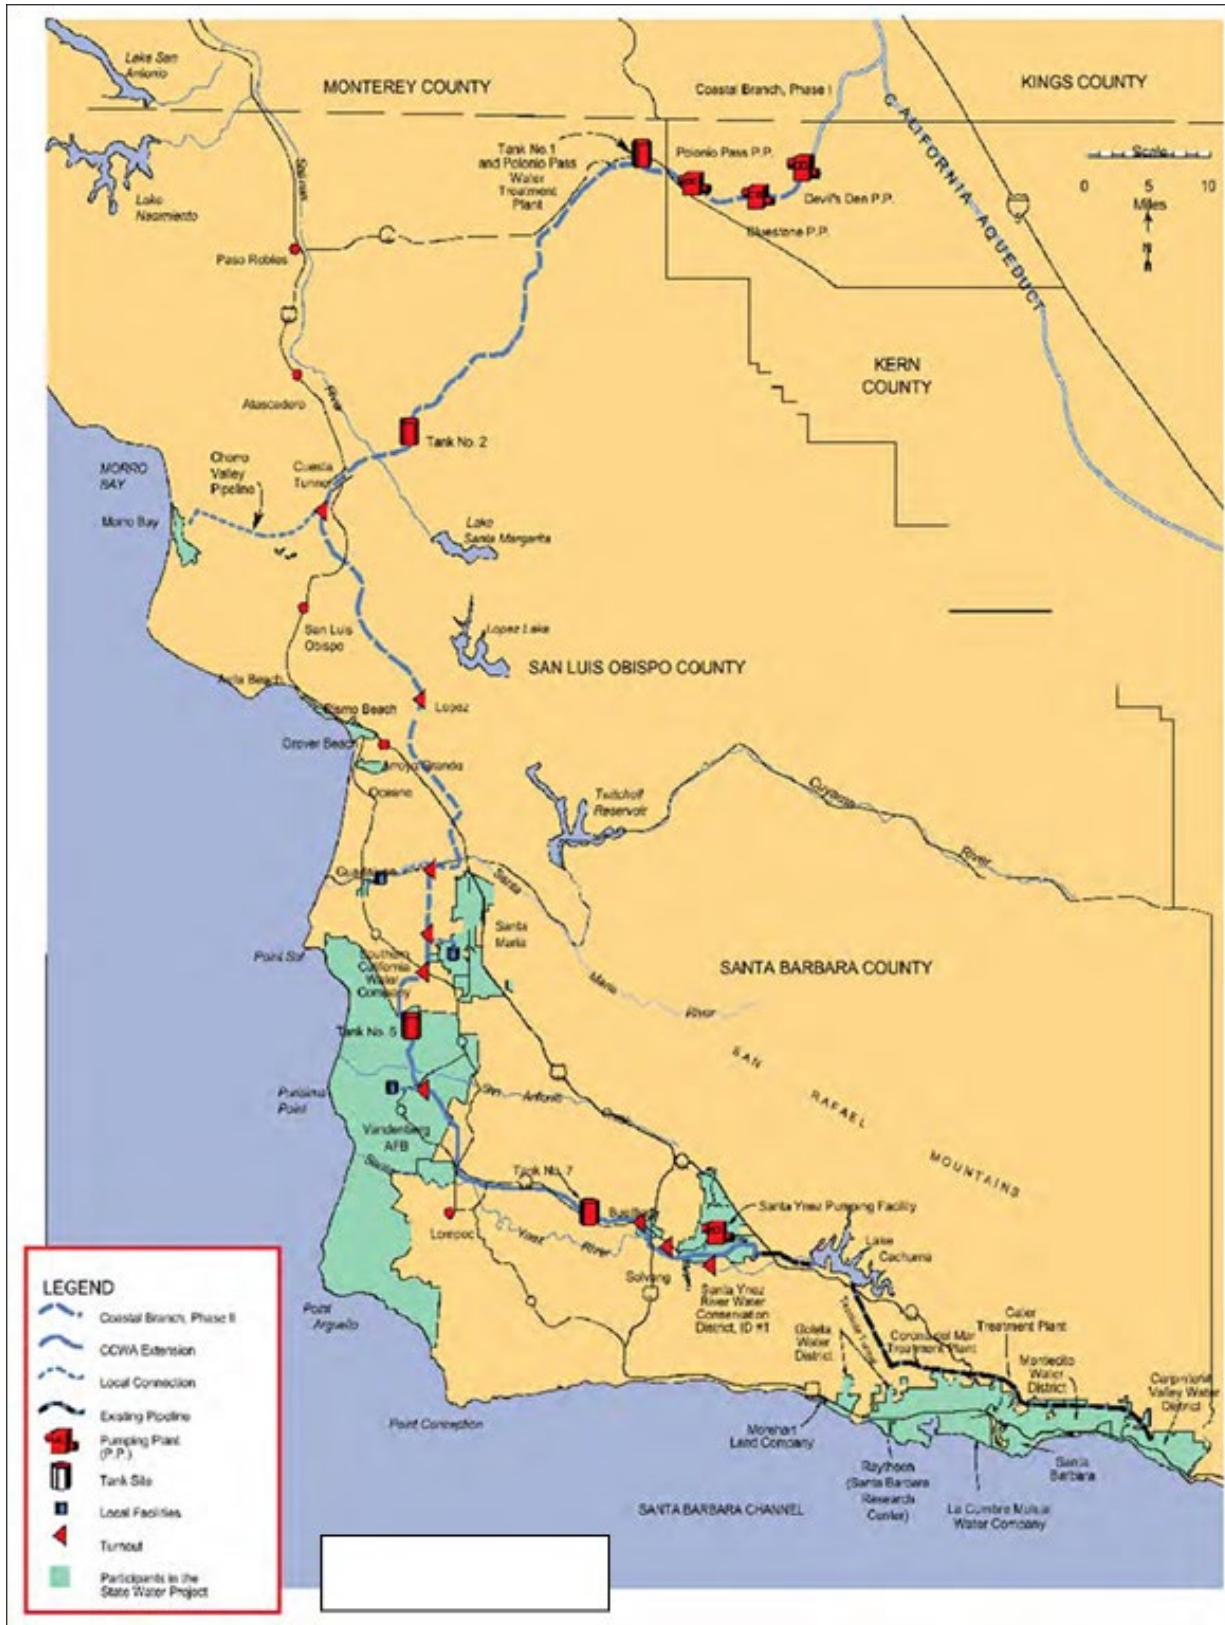 Lake San
Antonio
MONTEREY COUNTY
Coastal Branch, Phase I
KINGS COUNTY
CALIFORNIA AQUEDUCT
Tank No.1
and Polonio Pass
Water
Treatment
Plant
Polonio Pass P.P.
Devil's Den P.P.
Bluestone P.P.
Scale
0 5 10
Miles
N
Lake
Nacimiento
Salinas
River
Paso Robles
Atascadero
KERN
COUNTY
Tank No. 2
MORRO
BAY
Chorro
Valley
Pipeline
Cuesta
Tunnel
Morro Bay
Lake
Santa Margarita
San Luis
Obispo
Lopez Lake
SAN LUIS OBISPO COUNTY
Avila Beach
Pismo Beach
Lopez
Grover Beach
Arroyo Grande
Oceano
Twitchell
Reservoir
Cuyama
River
Guadalupe
Santa
Maria
River
Santa
Maria
Point Sal
Southern
California
Water
Company
SANTA BARBARA COUNTY
Tank No. 5
SAN
RAFAEL
MOUNTAINS
Purisima
Point
San Antonio
Creek
Vandenberg
AFB
Santa
Ynez
River
Tank No. 7
Lompoc
Buellton
Santa Ynez Pumping Facility
Lake
Cachuma
Solvang
Santa Ynez
River Water
Conservation
District, ID #1
Point
Arguello
Tecolote Tunnel
Goleta
Water
District
Corona del Mar
Treatment Plant
Cater
Treatment Plant
Montecito
Water
District
Carpinteria
Valley Water
District
Point Conception
Morehart
Land Company
Raytheon
(Santa Barbara
Research
Center)
La Cumbre Mutual
Water Company
Santa
Barbara
SANTA BARBARA CHANNEL
LEGEND
Coastal Branch, Phase II
CCWA Extension
Local Connection
Existing Pipeline
Pumping Plant
(P.P.)
Tank Site
Local Facilities
Turnout
Participants in the
State Water Project